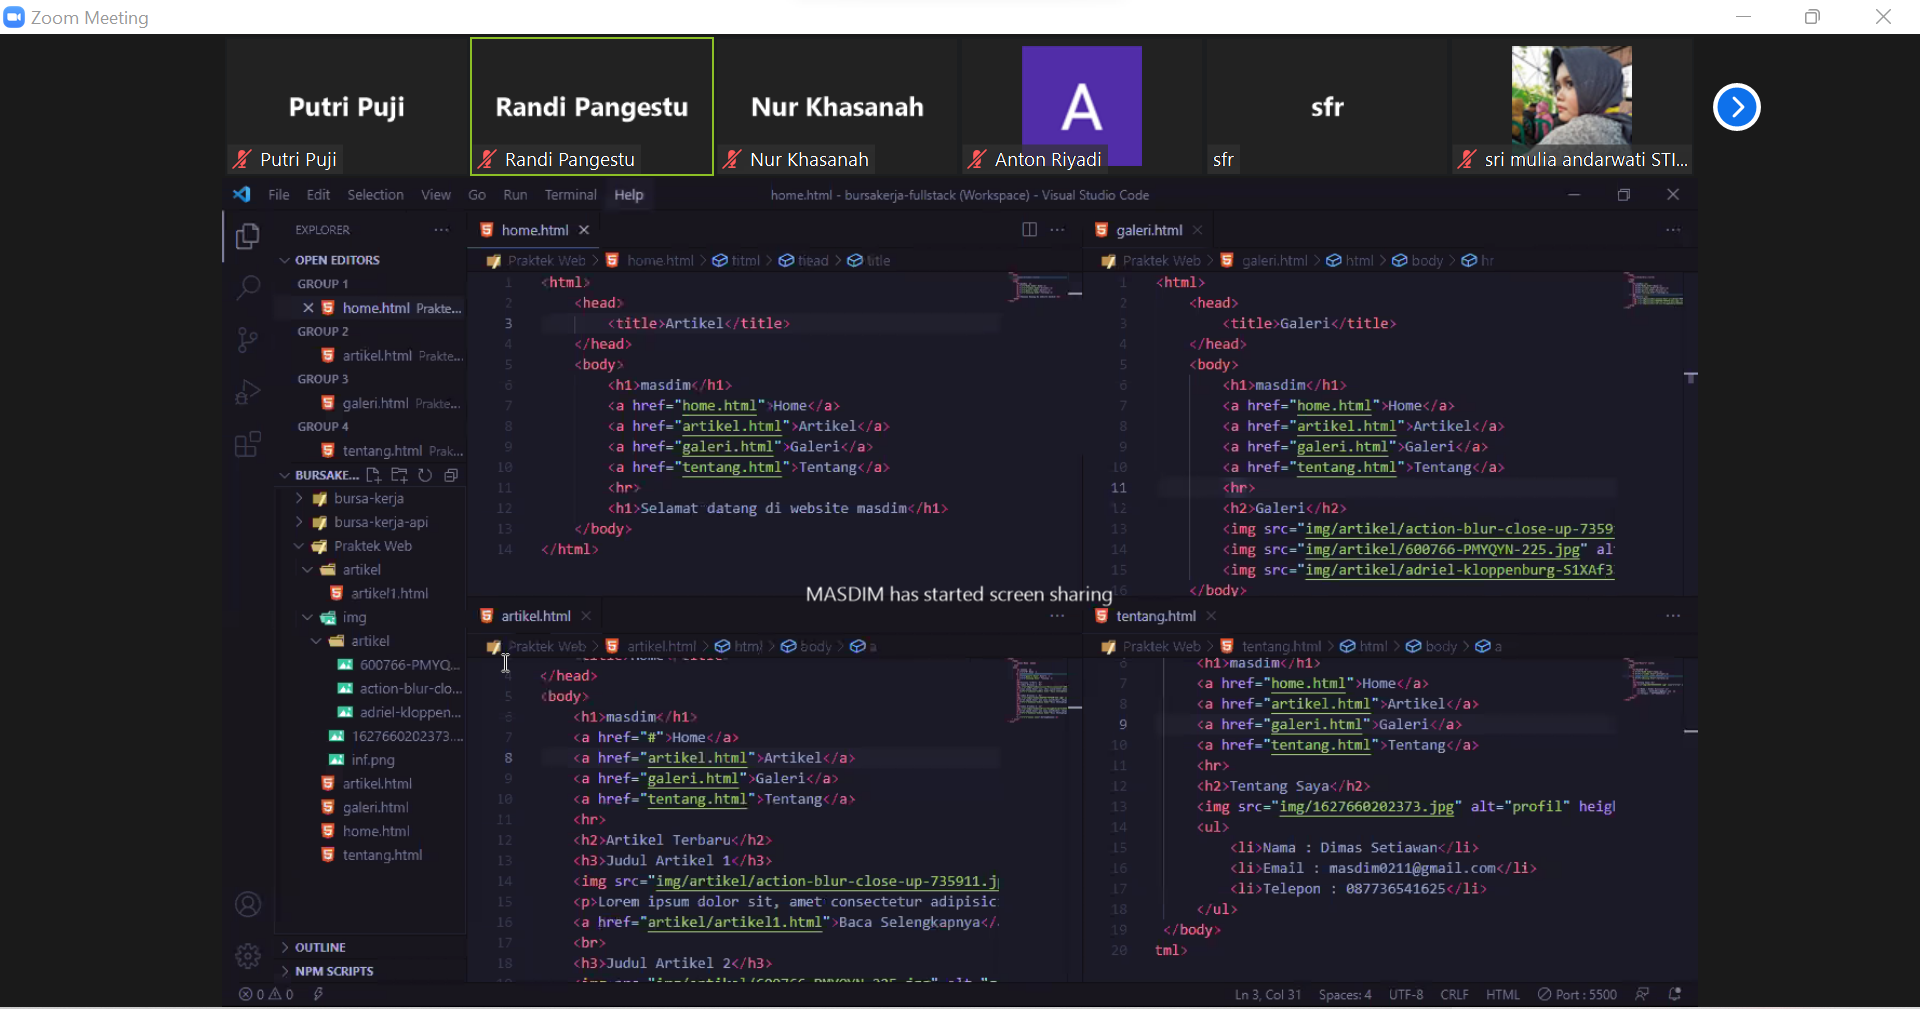 Zoom Meeting
Putri Puji
Randi Pangestu
Nur Khasanah
A
sfr
Putri Puji
Randi Pangestu
Nur Khasanah
Anton Riyadi
sfr
sri mulia andarwati STI...
File Edit Selection View Go Run Terminal Help
home.html - bursakerja-fullstack (Workspace) - Visual Studio Code
EXPLORER
OPEN EDITORS
GROUP 1
home.html Prakte...
GROUP 2
artikel.html Prakte...
GROUP 3
galeri.html Prakte...
GROUP 4
tentang.html Prak...
BURSAKE...
bursa-kerja
bursa-kerja-api
Praktek Web
artikel
artikel1.html
img
artikel
600766-PMYQ...
action-blur-clo...
adriel-kloppen...
1627660202373....
inf.png
artikel.html
galeri.html
home.html
tentang.html
OUTLINE
NPM SCRIPTS
home.html
Praktek Web > home.html > html > head > title
1 <html>
2 <head>
3 <title>Artikel</title>
4 </head>
5 <body>
6 <h1>masdim</h1>
7 <a href="home.html">Home</a>
8 <a href="artikel.html">Artikel</a>
9 <a href="galeri.html">Galeri</a>
10 <a href="tentang.html">Tentang</a>
11 <hr>
12 <h1>Selamat datang di website masdim</h1>
13 </body>
14 </html>
galeri.html
Praktek Web > galeri.html > html > body > hr
1 <html>
2 <head>
3 <title>Galeri</title>
4 </head>
5 <body>
6 <h1>masdim</h1>
7 <a href="home.html">Home</a>
8 <a href="artikel.html">Artikel</a>
9 <a href="galeri.html">Galeri</a>
10 <a href="tentang.html">Tentang</a>
11 <hr>
12 <h2>Galeri</h2>
13 <img src="img/artikel/action-blur-close-up-7359
14 <img src="img/artikel/600766-PMYQYN-225.jpg" al
15 <img src="img/artikel/adriel-kloppenburg-S1XAf3
16 </body>
MASDIM has started screen sharing
artikel.html
Praktek Web > artikel.html > html > body > a
4 </head>
5 <body>
6 <h1>masdim</h1>
7 <a href="#">Home</a>
8 <a href="artikel.html">Artikel</a>
9 <a href="galeri.html">Galeri</a>
10 <a href="tentang.html">Tentang</a>
11 <hr>
12 <h2>Artikel Terbaru</h2>
13 <h3>Judul Artikel 1</h3>
14 <img src="img/artikel/action-blur-close-up-735911.j
15 <p>Lorem ipsum dolor sit, amet consectetur adipisic
16 <a href="artikel/artikel1.html">Baca Selengkapnya</
17 <br>
18 <h3>Judul Artikel 2</h3>
tentang.html
Praktek Web > tentang.html > html > body > a
6 <h1>masdim</h1>
7 <a href="home.html">Home</a>
8 <a href="artikel.html">Artikel</a>
9 <a href="galeri.html">Galeri</a>
10 <a href="tentang.html">Tentang</a>
11 <hr>
12 <h2>Tentang Saya</h2>
13 <img src="img/1627660202373.jpg" alt="profil" heigh
14 <ul>
15 <li>Nama : Dimas Setiawan</li>
16 <li>Email : masdim0211@gmail.com</li>
17 <li>Telepon : 087736541625</li>
18 </ul>
19 </body>
20 tml>
0 0
Ln 3, Col 31 Spaces: 4 UTF-8 CRLF HTML Port : 5500